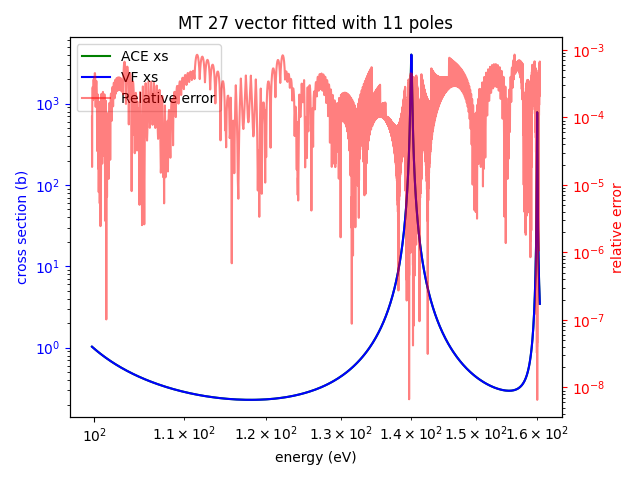 MT 27 vector fitted with 11 poles
ACE xs
VF xs
Relative error
cross section (b)
10³
10²
10¹
10⁰
10⁻³
10⁻⁴
10⁻⁵
10⁻⁶
10⁻⁷
10⁻⁸
relative error
10² 1.1 × 10² 1.2 × 10² 1.3 × 10² 1.4 × 10² 1.5 × 10² 1.6 × 10²
energy (eV)